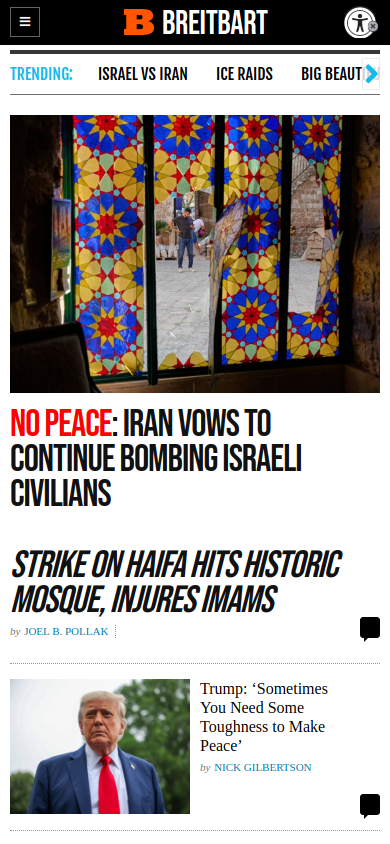 BREITBART
TRENDING:
ISRAEL VS IRAN
ICE RAIDS
BIG BEAUT
NO PEACE: IRAN VOWS TO
CONTINUE BOMBING ISRAELI
CIVILIANS
STRIKE ON HAIFA HITS HISTORIC
MOSQUE, INJURES IMAMS
by JOEL B. POLLAK
Trump: ‘Sometimes
You Need Some
Toughness to Make
Peace’
by NICK GILBERTSON